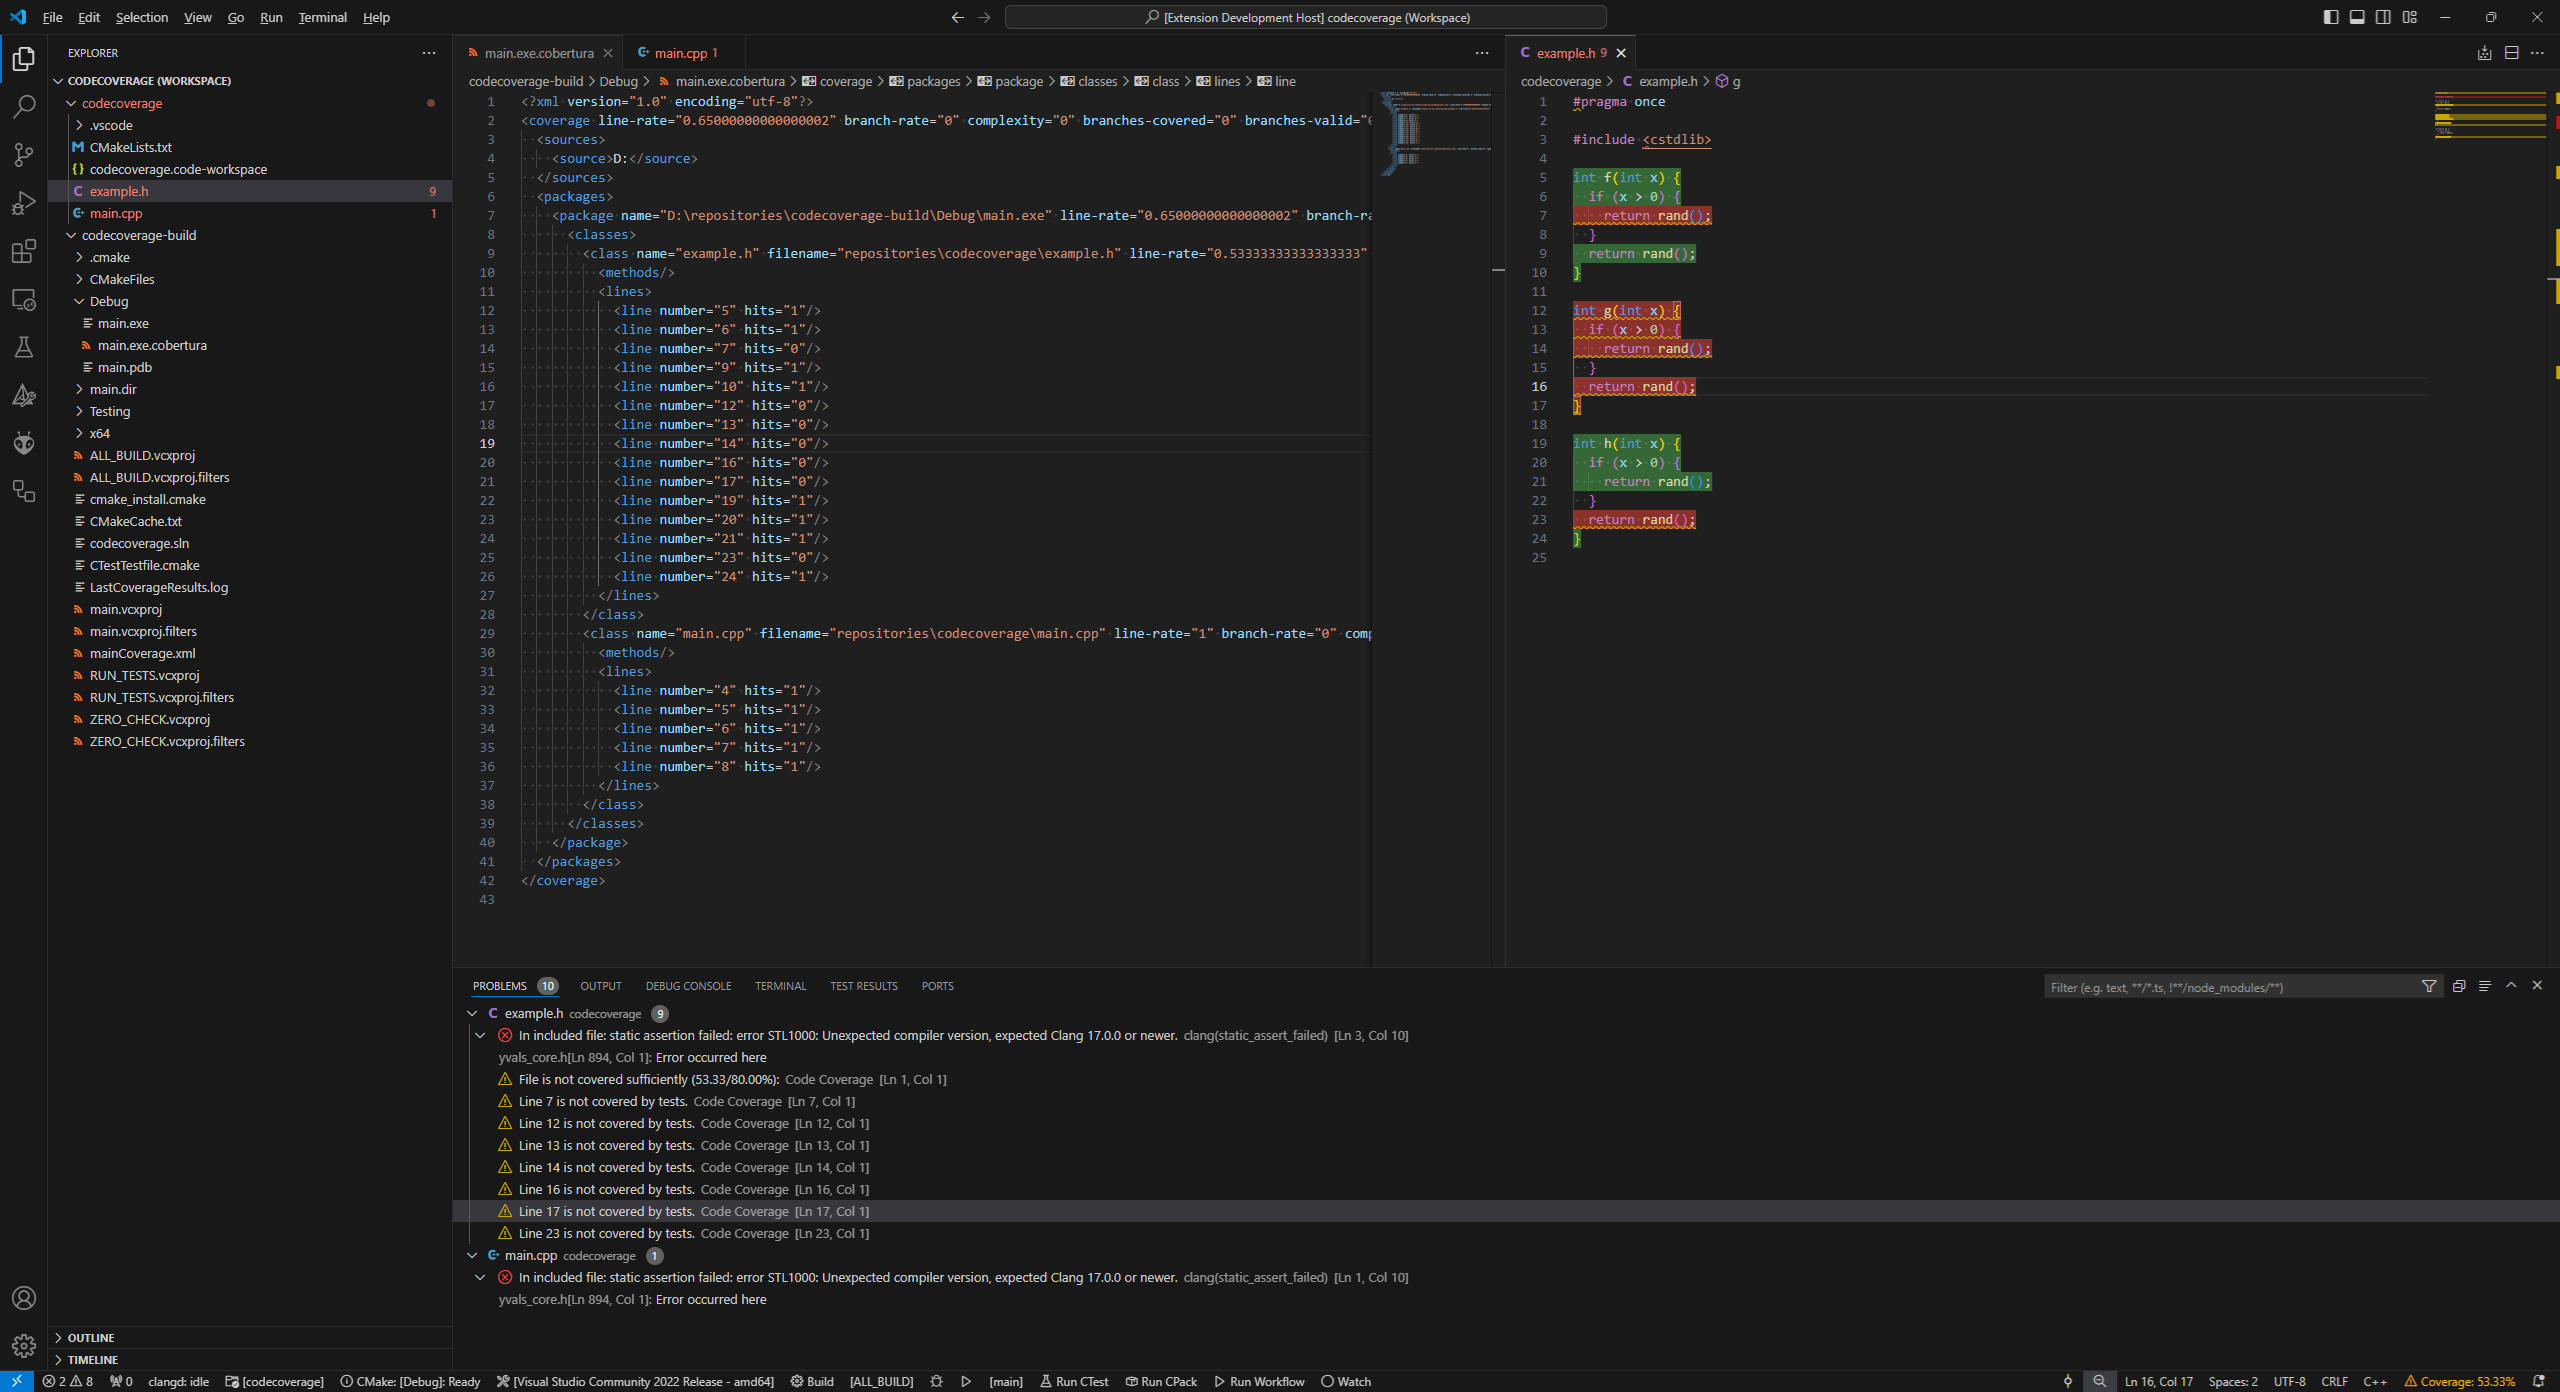 File Edit Selection View Go Run Terminal Help
[Extension Development Host] codecoverage (Workspace)
EXPLORER
CODECOVERAGE (WORKSPACE)
codecoverage
.vscode
CMakeLists.txt
codecoverage.code-workspace
example.h 9
main.cpp 1
codecoverage-build
.cmake
CMakeFiles
Debug
main.exe
main.exe.cobertura
main.pdb
main.dir
Testing
x64
ALL_BUILD.vcxproj
ALL_BUILD.vcxproj.filters
cmake_install.cmake
CMakeCache.txt
codecoverage.sln
CTestTestfile.cmake
LastCoverageResults.log
main.vcxproj
main.vcxproj.filters
mainCoverage.xml
RUN_TESTS.vcxproj
RUN_TESTS.vcxproj.filters
ZERO_CHECK.vcxproj
ZERO_CHECK.vcxproj.filters
OUTLINE
TIMELINE
main.exe.cobertura main.cpp 1
codecoverage-build > Debug > main.exe.cobertura > coverage > packages > package > classes > class > lines > line
1 <?xml version="1.0" encoding="utf-8"?>
2 <coverage line-rate="0.65000000000000002" branch-rate="0" complexity="0" branches-covered="0" branches-valid="0
3 <sources>
4 <source>D:</source>
5 </sources>
6 <packages>
7 <package name="D:\repositories\codecoverage-build\Debug\main.exe" line-rate="0.65000000000000002" branch-ra
8 <classes>
9 <class name="example.h" filename="repositories\codecoverage\example.h" line-rate="0.53333333333333333"
10 <methods/>
11 <lines>
12 <line number="5" hits="1"/>
13 <line number="6" hits="1"/>
14 <line number="7" hits="0"/>
15 <line number="9" hits="1"/>
16 <line number="10" hits="1"/>
17 <line number="12" hits="0"/>
18 <line number="13" hits="0"/>
19 <line number="14" hits="0"/>
20 <line number="16" hits="0"/>
21 <line number="17" hits="0"/>
22 <line number="19" hits="1"/>
23 <line number="20" hits="1"/>
24 <line number="21" hits="1"/>
25 <line number="23" hits="0"/>
26 <line number="24" hits="1"/>
27 </lines>
28 </class>
29 <class name="main.cpp" filename="repositories\codecoverage\main.cpp" line-rate="1" branch-rate="0" comp
30 <methods/>
31 <lines>
32 <line number="4" hits="1"/>
33 <line number="5" hits="1"/>
34 <line number="6" hits="1"/>
35 <line number="7" hits="1"/>
36 <line number="8" hits="1"/>
37 </lines>
38 </class>
39 </classes>
40 </package>
41 </packages>
42 </coverage>
43
example.h 9
codecoverage > example.h > g
1 #pragma once
2
3 #include <cstdlib>
4
5 int f(int x) {
6 if (x > 0) {
7 return rand();
8 }
9 return rand();
10 }
11
12 int g(int x) {
13 if (x > 0) {
14 return rand();
15 }
16 return rand();
17 }
18
19 int h(int x) {
20 if (x > 0) {
21 return rand();
22 }
23 return rand();
24 }
25
PROBLEMS 10 OUTPUT DEBUG CONSOLE TERMINAL TEST RESULTS PORTS
Filter (e.g. text, **/*.ts, !**/node_modules/**)
example.h codecoverage 9
In included file: static assertion failed: error STL1000: Unexpected compiler version, expected Clang 17.0.0 or newer. clang(static_assert_failed) [Ln 3, Col 10]
yvals_core.h[Ln 894, Col 1]: Error occurred here
File is not covered sufficiently (53.33/80.00%): Code Coverage [Ln 1, Col 1]
Line 7 is not covered by tests. Code Coverage [Ln 7, Col 1]
Line 12 is not covered by tests. Code Coverage [Ln 12, Col 1]
Line 13 is not covered by tests. Code Coverage [Ln 13, Col 1]
Line 14 is not covered by tests. Code Coverage [Ln 14, Col 1]
Line 16 is not covered by tests. Code Coverage [Ln 16, Col 1]
Line 17 is not covered by tests. Code Coverage [Ln 17, Col 1]
Line 23 is not covered by tests. Code Coverage [Ln 23, Col 1]
main.cpp codecoverage 1
In included file: static assertion failed: error STL1000: Unexpected compiler version, expected Clang 17.0.0 or newer. clang(static_assert_failed) [Ln 1, Col 10]
yvals_core.h[Ln 894, Col 1]: Error occurred here
2 8 0 clangd: idle [codecoverage] CMake: [Debug]: Ready [Visual Studio Community 2022 Release - amd64] Build [ALL_BUILD] [main] Run CTest Run CPack Run Workflow Watch Ln 16, Col 17 Spaces: 2 UTF-8 CRLF C++ Coverage: 53.33%